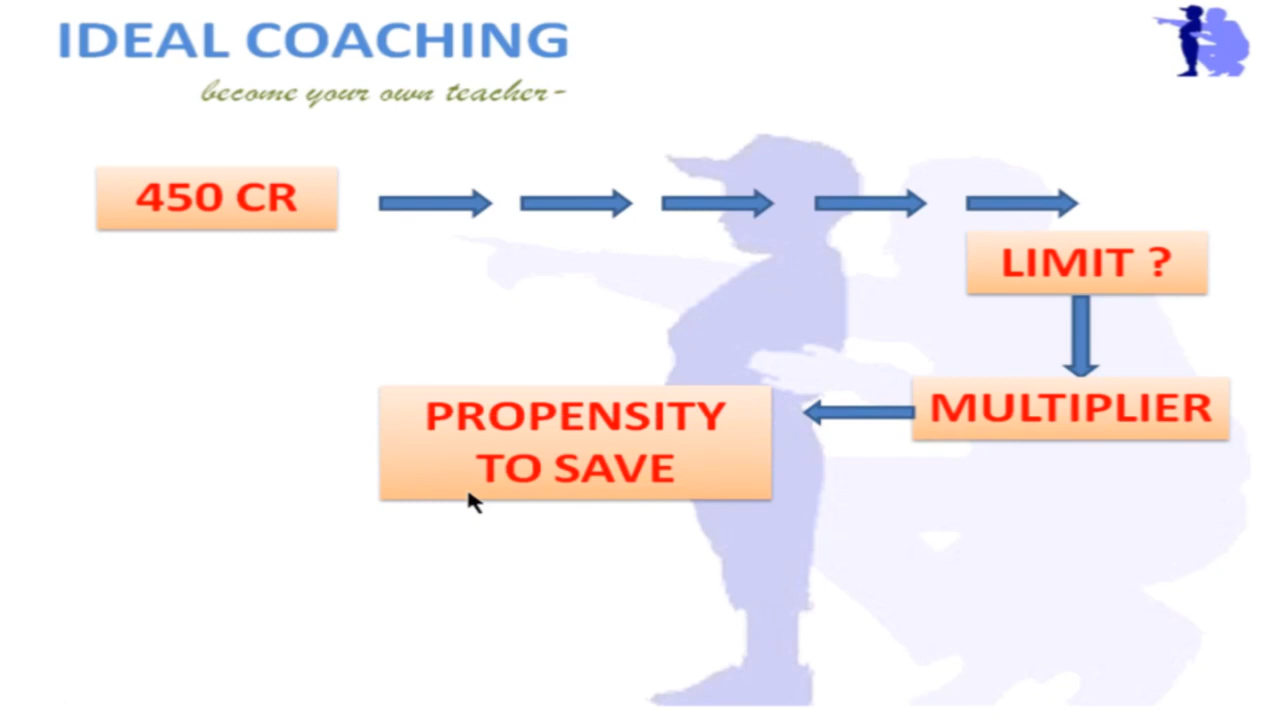 IDEAL COACHING
become your own teacher-
450 CR
LIMIT ?
MULTIPLIER
PROPENSITY
TO SAVE